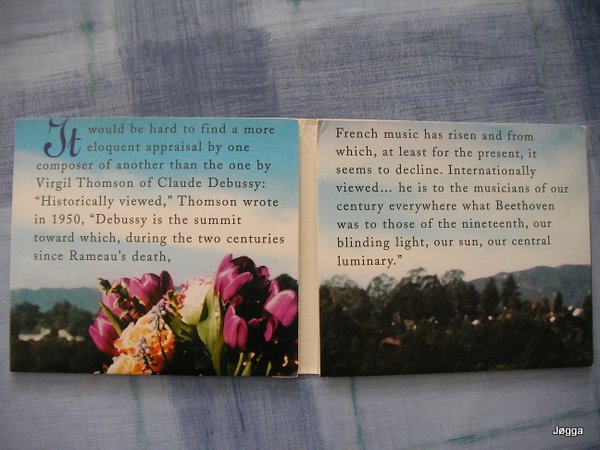 It would be hard to find a more
eloquent appraisal by one
composer of another than the one by
Virgil Thomson of Claude Debussy:
“Historically viewed,” Thomson wrote
in 1950, “Debussy is the summit
toward which, during the two centuries
since Rameau’s death,
French music has risen and from
which, at least for the present, it
seems to decline. Internationally
viewed... he is to the musicians of our
century everywhere what Beethoven
was to those of the nineteenth, our
blinding light, our sun, our central
luminary.”
Jøgga